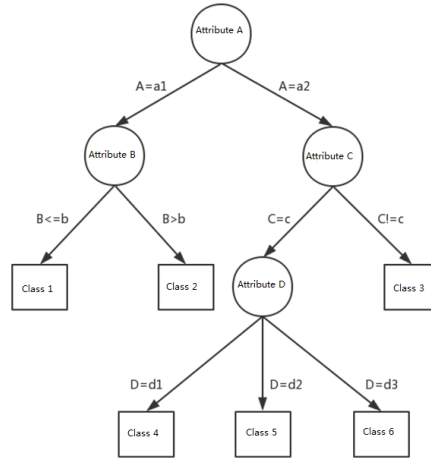 Attribute A
A=a1
A=a2
Attribute B
Attribute C
B<=b
B>b
C=c
C!=c
Class 1
Class 2
Attribute D
Class 3
D=d1
D=d2
D=d3
Class 4
Class 5
Class 6